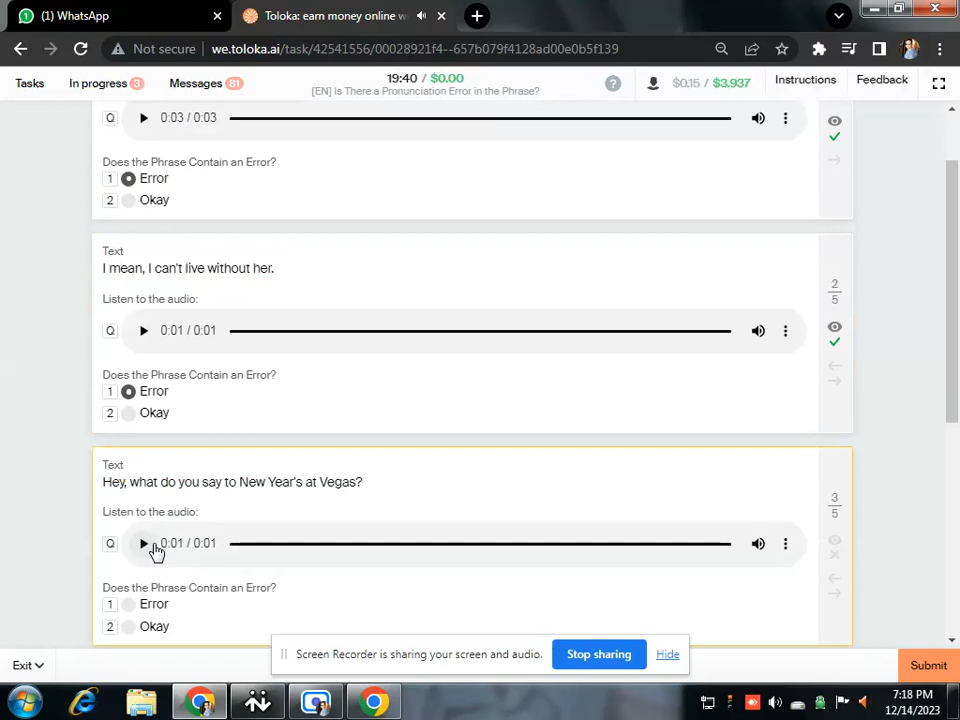 (1) WhatsApp
Toloka: earn money online w
Not secure
we.toloka.ai/task/42541556/00028921f4--657b079f4128ad00e0b5f139
Tasks
In progress 3
Messages 81
19:40 / $0.00
[EN] Is There a Pronunciation Error in the Phrase?
?
$0.15 / $3.937
Instructions
Feedback
Q
0:03 / 0:03
Does the Phrase Contain an Error?
1 Error
2 Okay
Text
I mean, I can't live without her.
Listen to the audio:
Q
0:01 / 0:01
Does the Phrase Contain an Error?
1 Error
2 Okay
2
5
Text
Hey, what do you say to New Year's at Vegas?
Listen to the audio:
Q
0:01 / 0:01
Does the Phrase Contain an Error?
1 Error
2 Okay
3
5
Screen Recorder is sharing your screen and audio.
Stop sharing
Hide
Exit
Submit
7:18 PM
12/14/2023